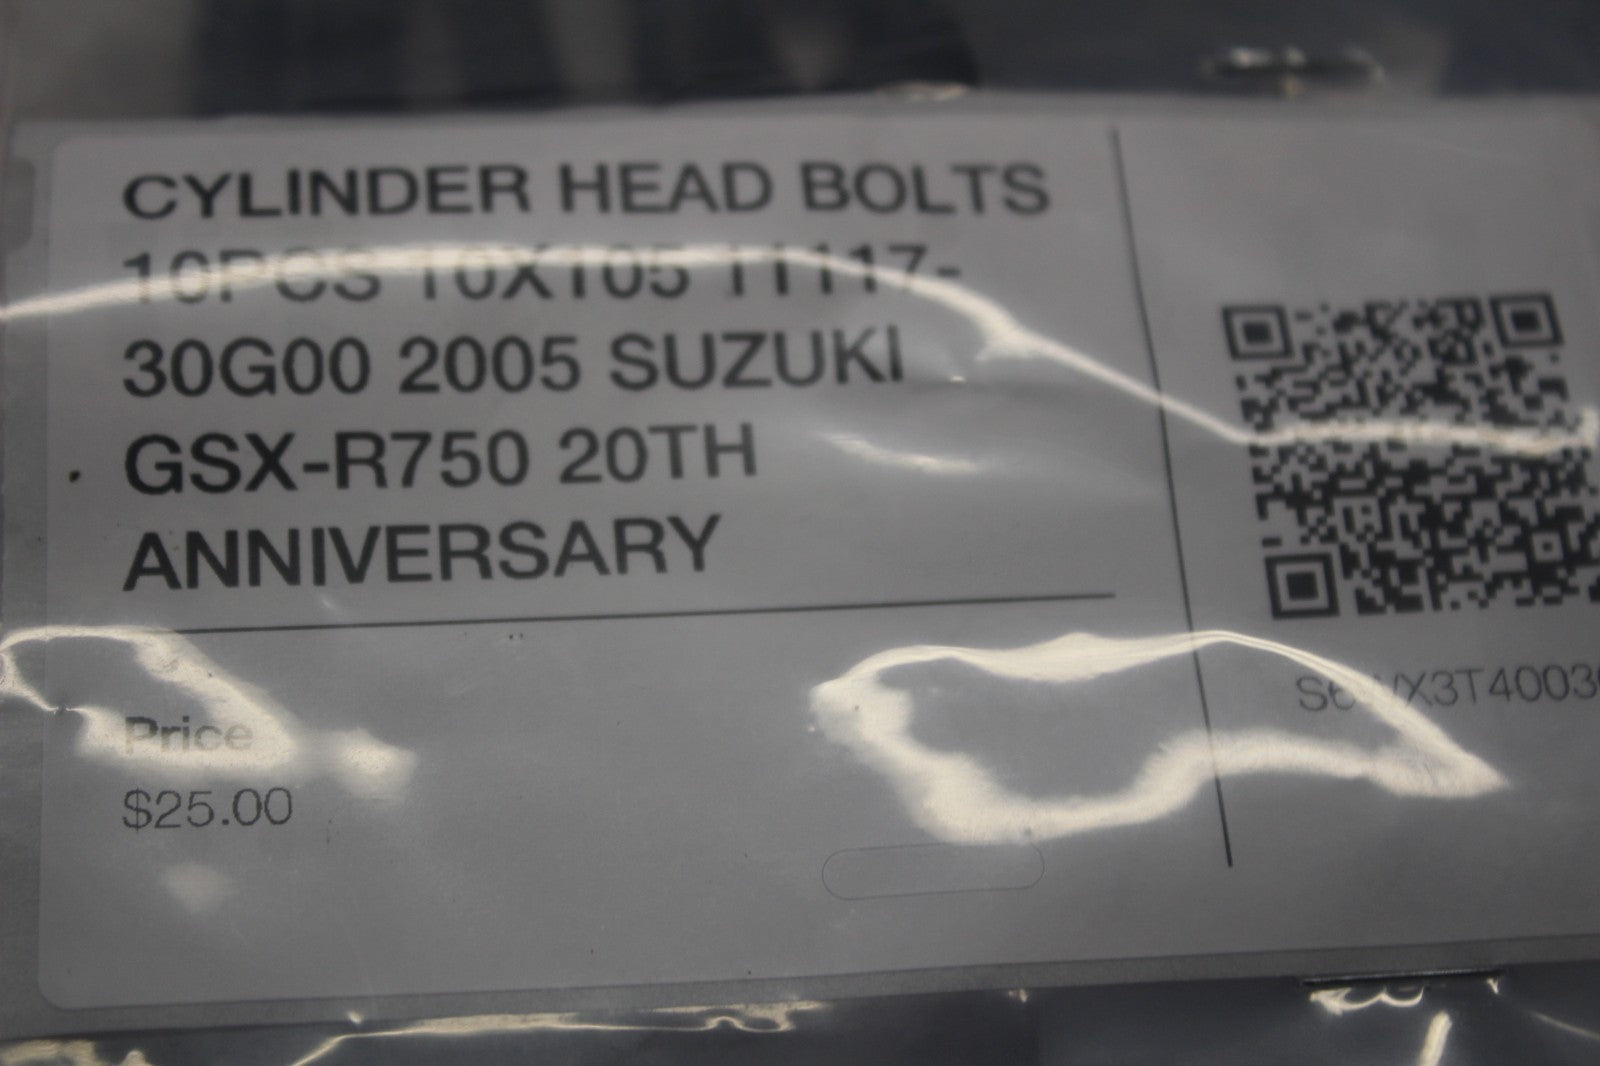 CYLINDER HEAD BOLTS
10PCS 10X105 11117-
30G00 2005 SUZUKI
GSX-R750 20TH
ANNIVERSARY
Price
$25.00